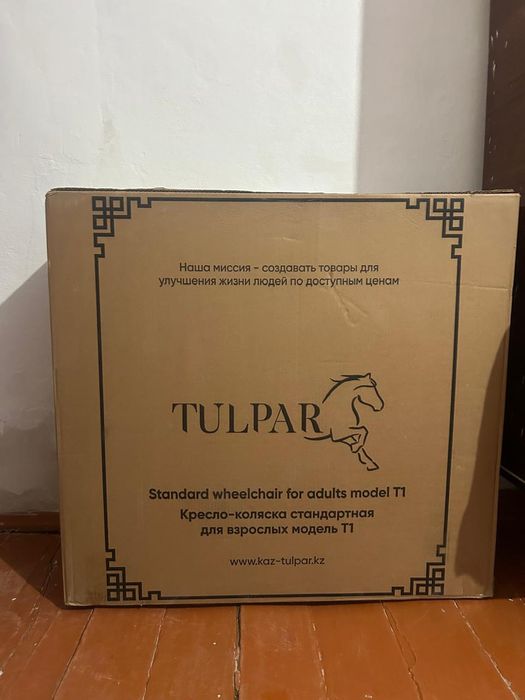 Наша миссия - создавать товары для
улучшения жизни людей по доступным ценам
TULPAR
Standard wheelchair for adults model T1
Кресло-коляска стандартная
для взрослых модель Т1
www.kaz-tulpar.kz